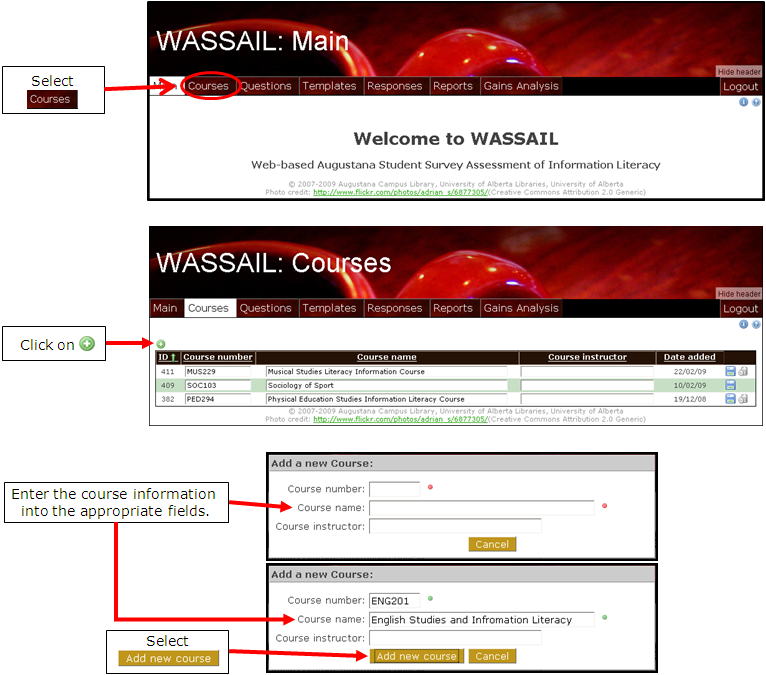 WASSAIL: Main
Hide header
Select
Courses
Main Courses Questions Templates Responses Reports Gains Analysis Logout
Welcome to WASSAIL
Web-based Augustana Student Survey Assessment of Information Literacy
© 2007-2009 Augustana Campus Library, University of Alberta Libraries, University of Alberta
Photo credit: http://www.flickr.com/photos/adrian_s/6877305/(Creative Commons Attribution 2.0 Generic)
WASSAIL: Courses
Hide header
Main Courses Questions Templates Responses Reports Gains Analysis Logout
Click on
ID Course number Course name Course instructor Date added
411 MUS229 Musical Studies Literacy Information Course 22/02/09
409 SOC103 Sociology of Sport 10/02/09
382 PED294 Physical Education Studies Information Literacy Course 19/12/08
© 2007-2009 Augustana Campus Library, University of Alberta Libraries, University of Alberta
Photo credit: http://www.flickr.com/photos/adrian_s/6877305/(Creative Commons Attribution 2.0 Generic)
Enter the course information
into the appropriate fields.
Add a new Course:
Course number:
Course name:
Course instructor:
Cancel
Add a new Course:
Course number: ENG201
Course name: English Studies and Infromation Literacy
Course instructor:
Select
Add new course
Add new course Cancel